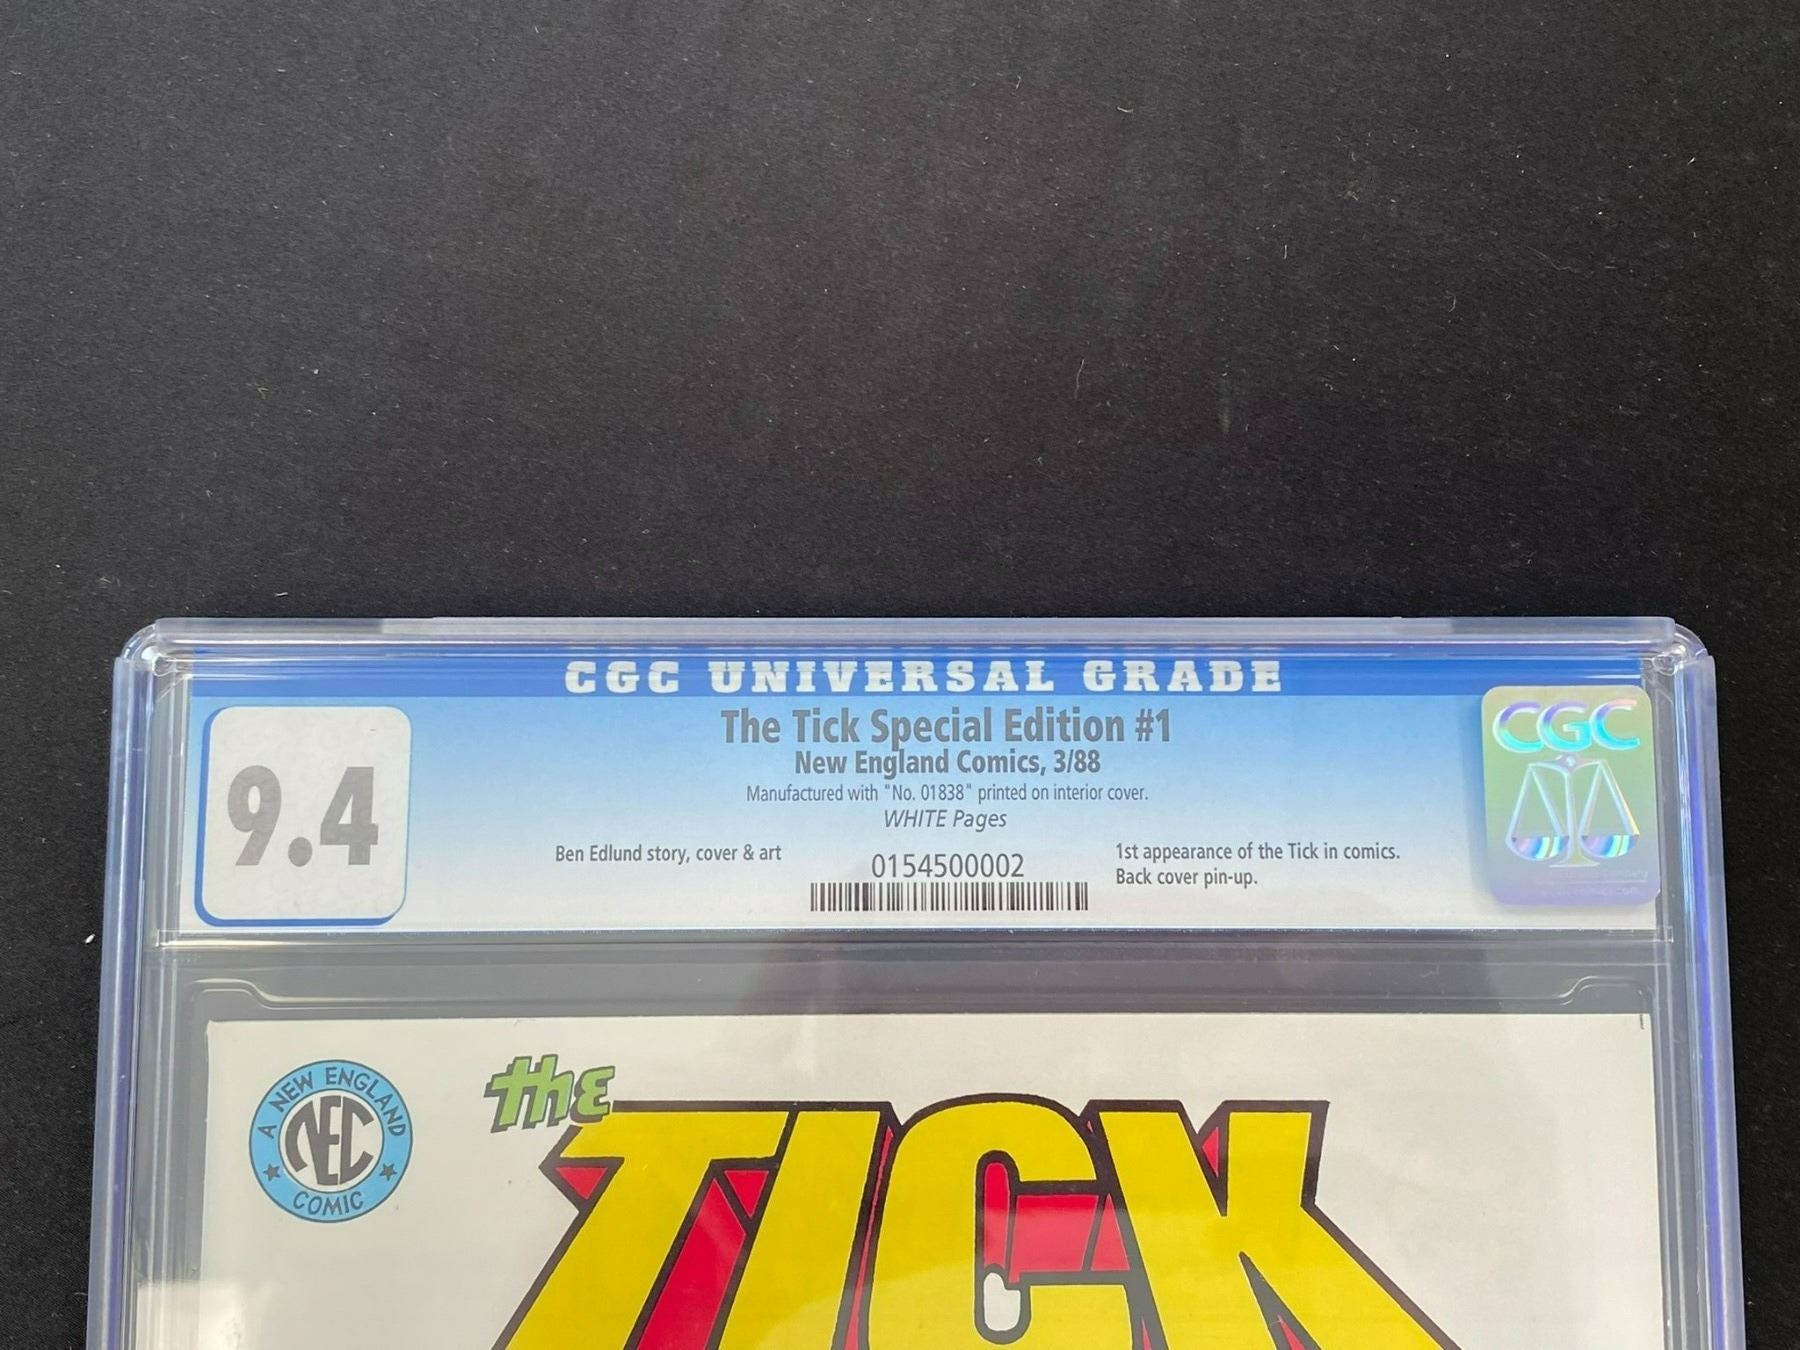 CGC UNIVERSAL GRADE
9.4
The Tick Special Edition #1
New England Comics, 3/88
Manufactured with "No. 01838" printed on interior cover.
WHITE Pages
Ben Edlund story, cover & art
0154500002
1st appearance of the Tick in comics.
Back cover pin-up.
CGC
A NEW ENGLAND
NEC
COMIC
the
TICK